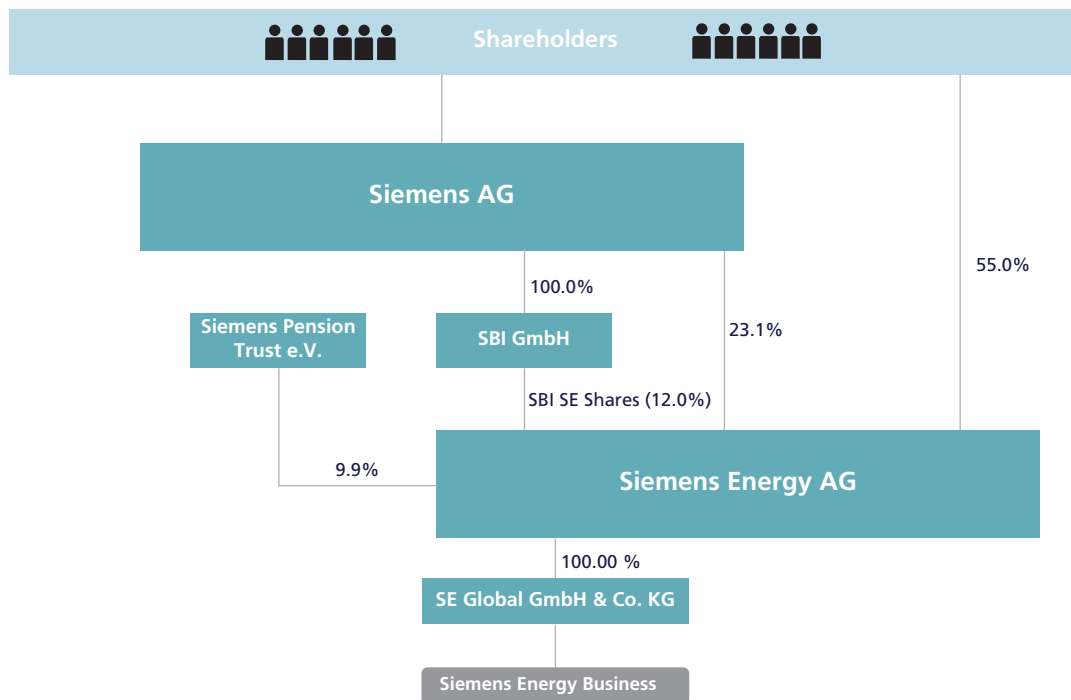 Shareholders
Siemens AG
55.0%
100.0%
23.1%
Siemens Pension
Trust e.V.
SBI GmbH
SBI SE Shares (12.0%)
9.9%
Siemens Energy AG
100.00 %
SE Global GmbH & Co. KG
Siemens Energy Business